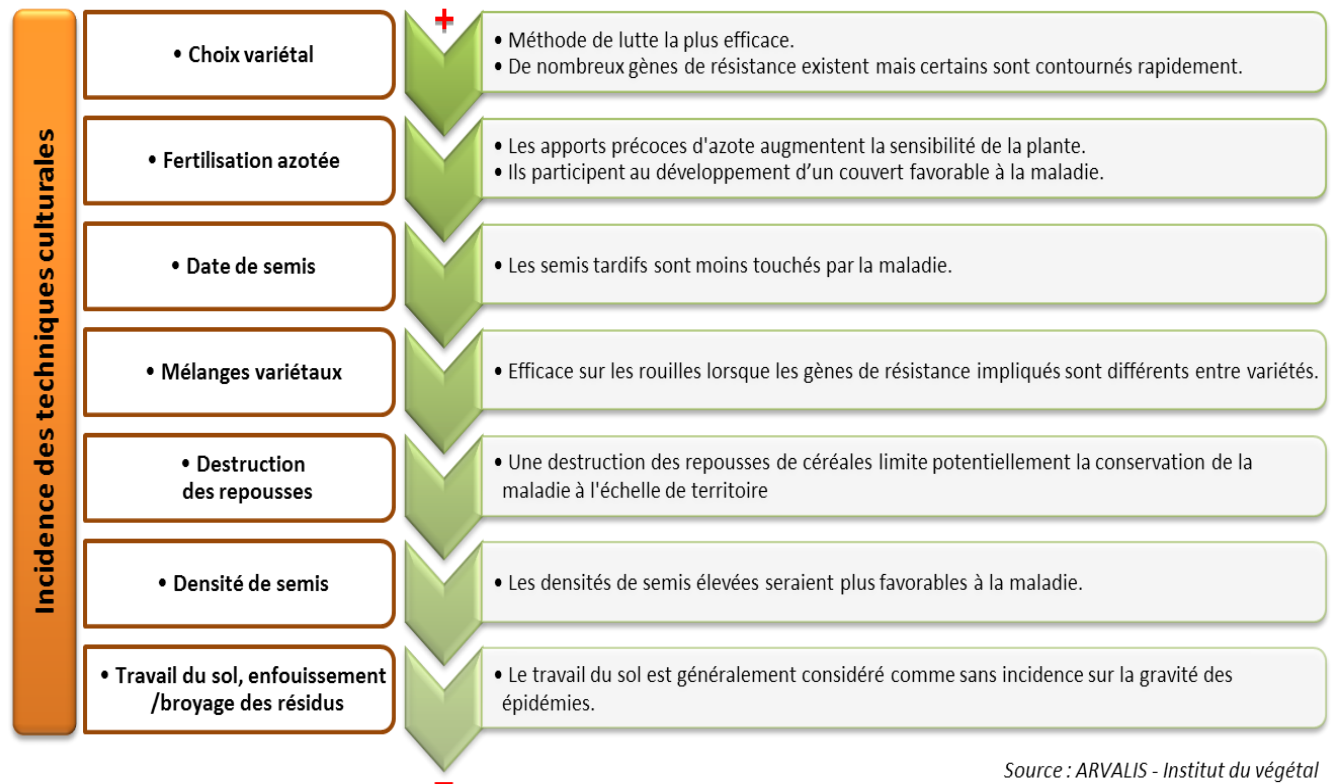 Incidence des techniques culturales
+
• Choix variétal
• Méthode de lutte la plus efficace.
• De nombreux gènes de résistance existent mais certains sont contournés rapidement.
• Fertilisation azotée
• Les apports précoces d'azote augmentent la sensibilité de la plante.
• Ils participent au développement d’un couvert favorable à la maladie.
• Date de semis
• Les semis tardifs sont moins touchés par la maladie.
• Mélanges variétaux
• Efficace sur les rouilles lorsque les gènes de résistance impliqués sont différents entre variétés.
• Destruction
des repousses
• Une destruction des repousses de céréales limite potentiellement la conservation de la
maladie à l'échelle de territoire
• Densité de semis
• Les densités de semis élevées seraient plus favorables à la maladie.
• Travail du sol, enfouissement
/broyage des résidus
• Le travail du sol est généralement considéré comme sans incidence sur la gravité des
épidémies.
-
Source : ARVALIS - Institut du végétal